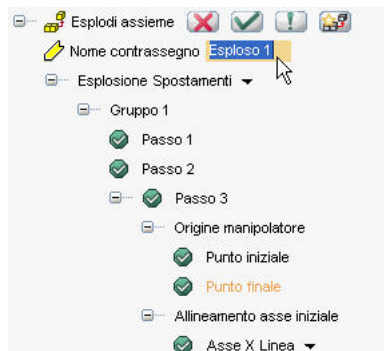 Esplodi assieme
Nome contrassegno Esploso 1
Esplosione Spostamenti
Gruppo 1
Passo 1
Passo 2
Passo 3
Origine manipolatore
Punto iniziale
Punto finale
Allineamento asse iniziale
Asse X Linea